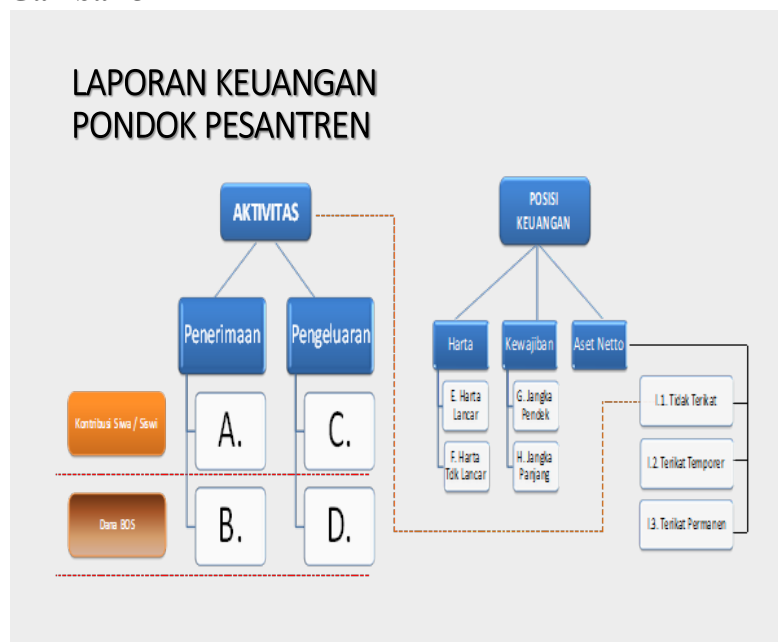 LAPORAN KEUANGAN
PONDOK PESANTREN
AKTIVITAS
Penerimaan
Pengeluaran
Kontribusi Siwa / Siswi
A.
C.
Dana BOS
B.
D.
POSISI
KEUANGAN
Harta
Kewajiban
Aset Netto
E. Harta
Lancar
F. Harta
Tdk Lancar
G. Jangka
Pendek
H. Jangka
Panjang
I.1. Tidak Terikat
I.2. Terikat Temporer
I.3. Terikat Permanen